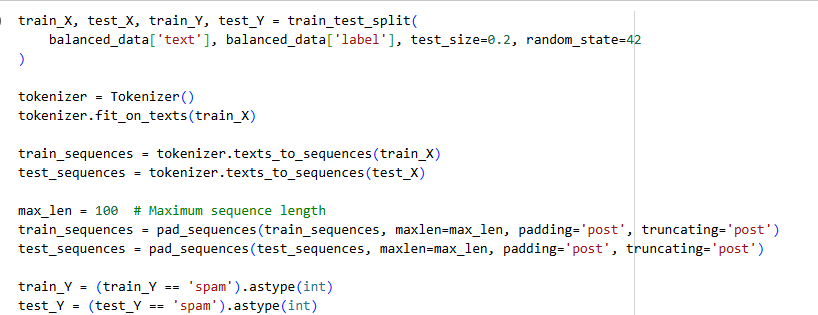 train_X, test_X, train_Y, test_Y = train_test_split(
    balanced_data['text'], balanced_data['label'], test_size=0.2, random_state=42
)

tokenizer = Tokenizer()
tokenizer.fit_on_texts(train_X)

train_sequences = tokenizer.texts_to_sequences(train_X)
test_sequences = tokenizer.texts_to_sequences(test_X)

max_len = 100  # Maximum sequence length
train_sequences = pad_sequences(train_sequences, maxlen=max_len, padding='post', truncating='post')
test_sequences = pad_sequences(test_sequences, maxlen=max_len, padding='post', truncating='post')

train_Y = (train_Y == 'spam').astype(int)
test_Y = (test_Y == 'spam').astype(int)